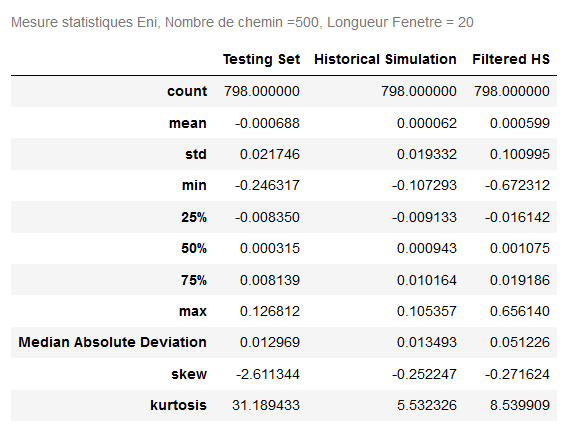 Mesure statistiques Eni, Nombre de chemin =500, Longueur Fenetre = 20
Testing Set Historical Simulation Filtered HS
count 798.000000 798.000000 798.000000
mean -0.000688 0.000062 0.000599
std 0.021746 0.019332 0.100995
min -0.246317 -0.107293 -0.672312
25% -0.008350 -0.009133 -0.016142
50% 0.000315 0.000943 0.001075
75% 0.008139 0.010164 0.019186
max 0.126812 0.105357 0.656140
Median Absolute Deviation 0.012969 0.013493 0.051226
skew -2.611344 -0.252247 -0.271624
kurtosis 31.189433 5.532326 8.539909